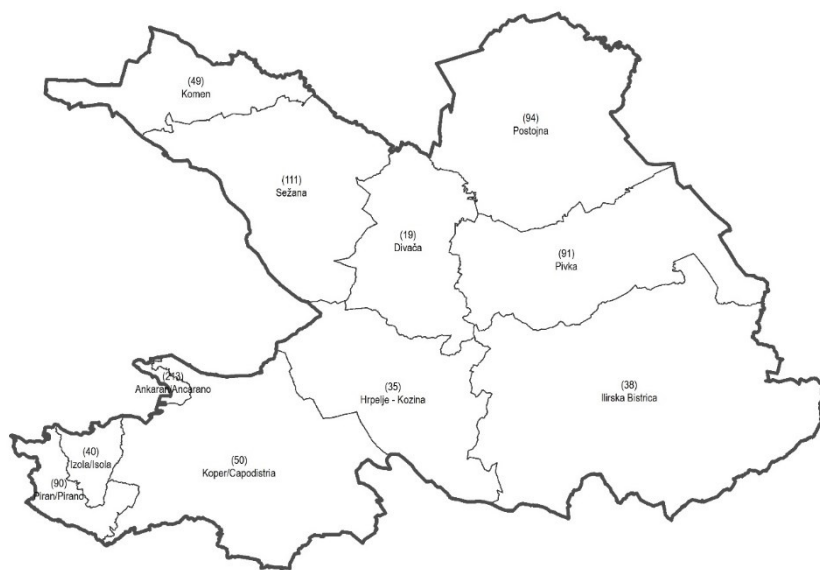 (49)
Komen
(94)
Postojna
(111)
Sežana
(19)
Divača
(91)
Pivka
(213)
Ankaran/Ancarano
(35)
Hrpelje - Kozina
(38)
Ilirska Bistrica
(40)
Izola/Isola
(50)
Koper/Capodistria
(90)
Piran/Pirano